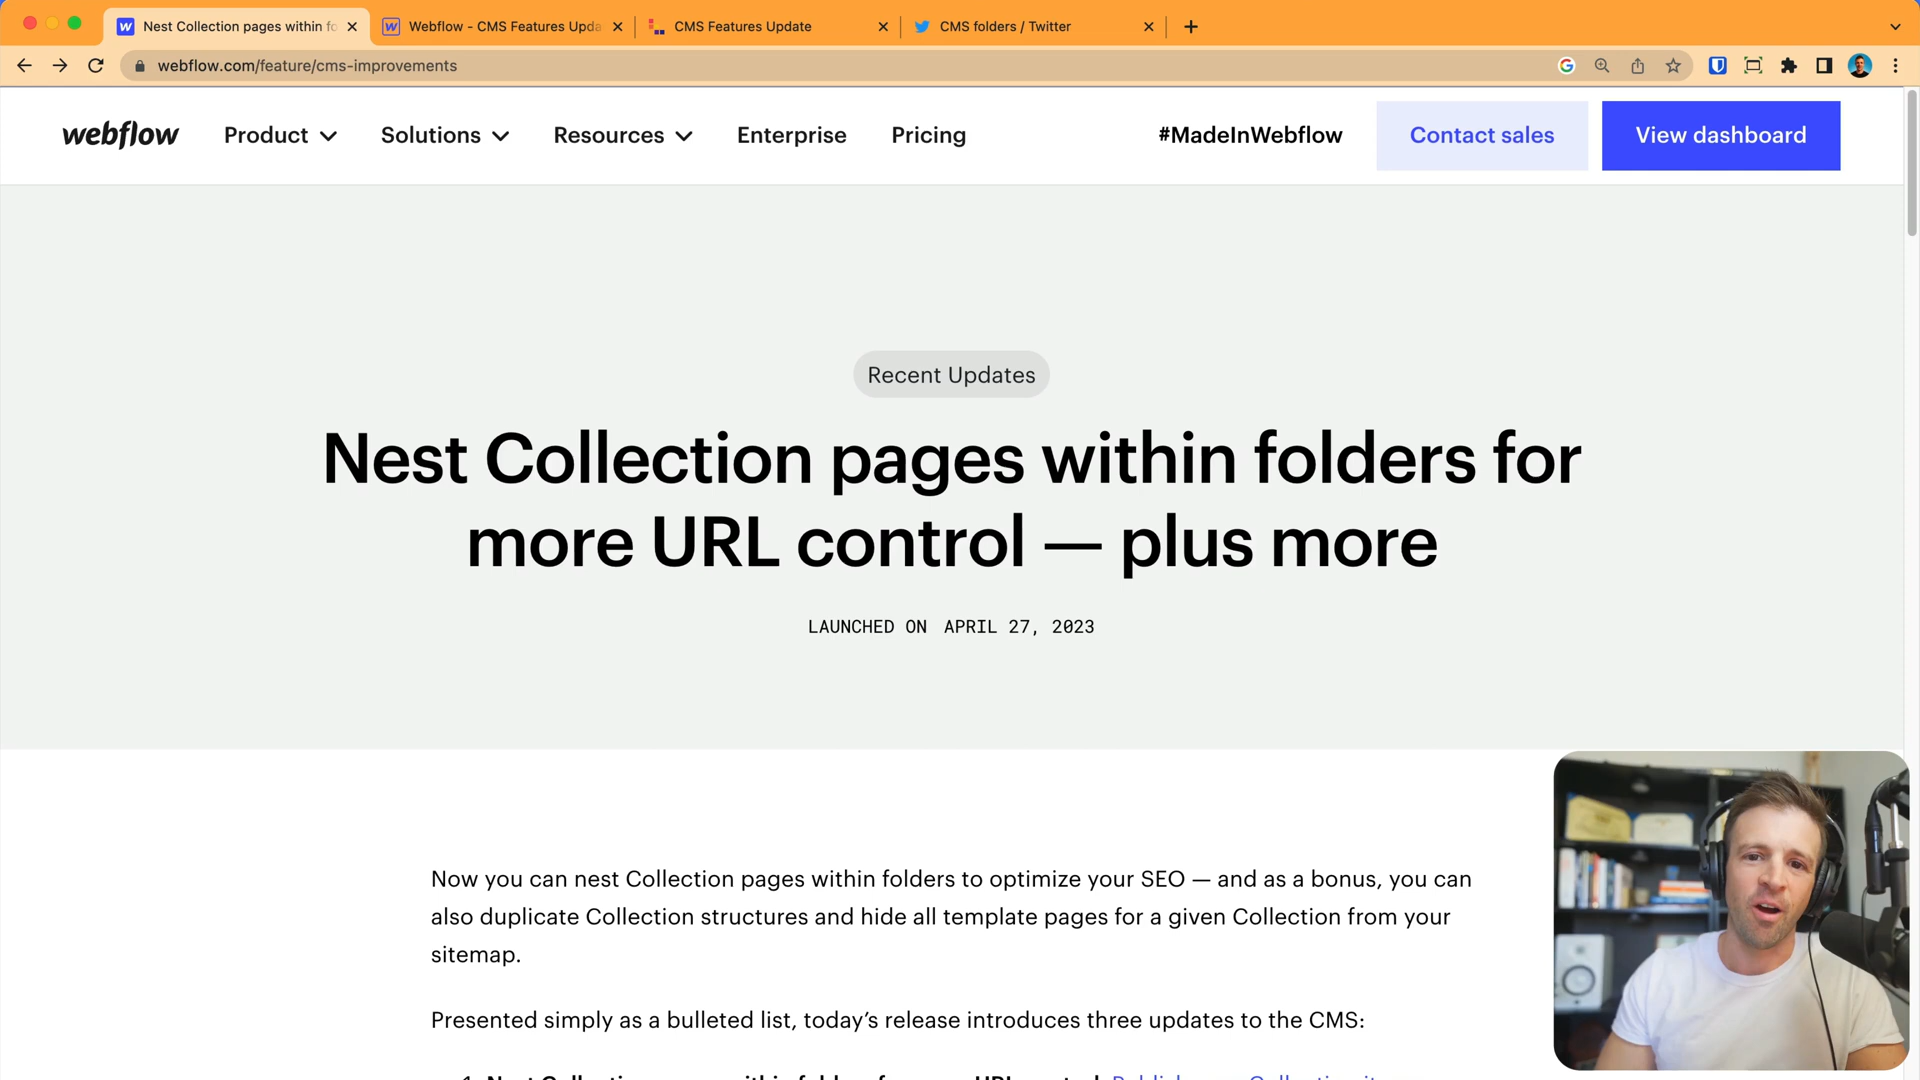 Nest Collection pages within fo
Webflow - CMS Features Upda
CMS Features Update
CMS folders / Twitter
webflow.com/feature/cms-improvements
webflow
Product
Solutions
Resources
Enterprise
Pricing
#MadeInWebflow
Contact sales
View dashboard
Recent Updates
Nest Collection pages within folders for
more URL control — plus more
LAUNCHED ON APRIL 27, 2023
Now you can nest Collection pages within folders to optimize your SEO — and as a bonus, you can
also duplicate Collection structures and hide all template pages for a given Collection from your
sitemap.
Presented simply as a bulleted list, today’s release introduces three updates to the CMS: